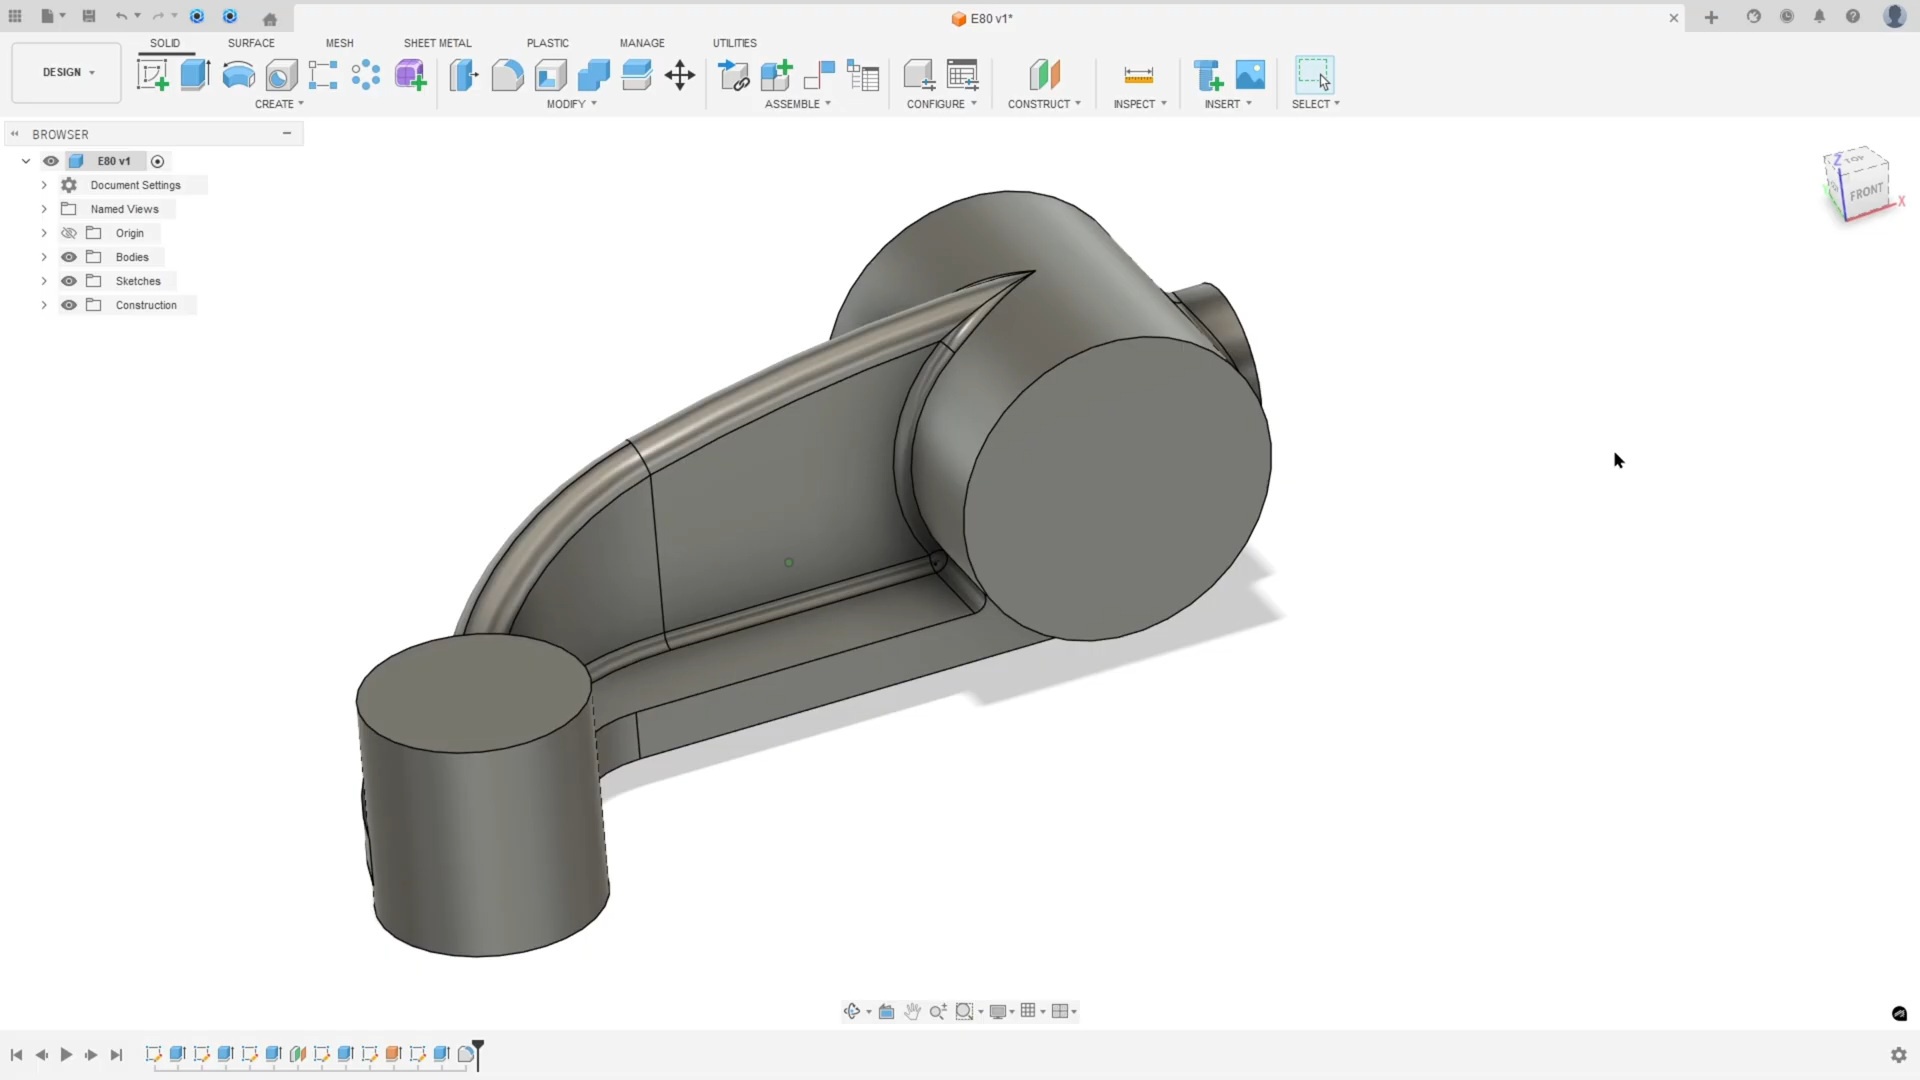 E80 v1*
DESIGN
SOLID
SURFACE
MESH
SHEET METAL
PLASTIC
MANAGE
UTILITIES
CREATE
MODIFY
ASSEMBLE
CONFIGURE
CONSTRUCT
INSPECT
INSERT
SELECT
BROWSER
E80 v1
Document Settings
Named Views
Origin
Bodies
Sketches
Construction
Z
TOP
FRONT
X